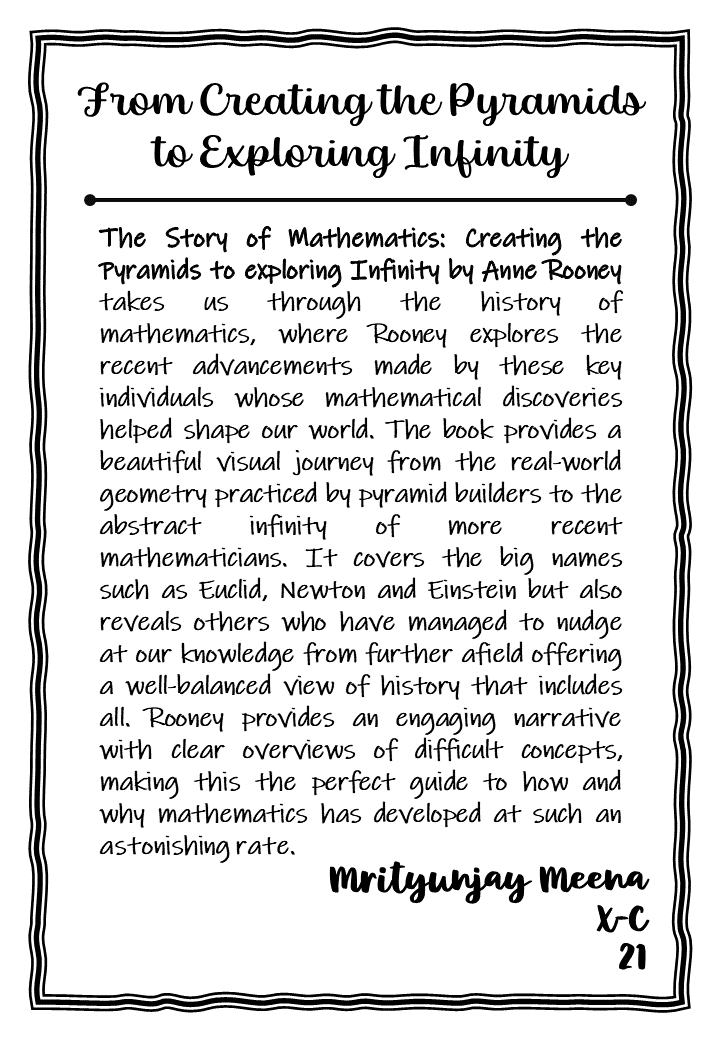 From Creating the Pyramids
to Exploring Infinity
The Story of Mathematics: Creating the
Pyramids to exploring Infinity by Anne Rooney
takes us through the history of
mathematics, where Rooney explores the
recent advancements made by these key
individuals whose mathematical discoveries
helped shape our world. The book provides a
beautiful visual journey from the real-world
geometry practiced by pyramid builders to the
abstract infinity of more recent
mathematicians. It covers the big names
such as Euclid, Newton and Einstein but also
reveals others who have managed to nudge
at our knowledge from further afield offering
a well-balanced view of history that includes
all. Rooney provides an engaging narrative
with clear overviews of difficult concepts,
making this the perfect guide to how and
why mathematics has developed at such an
astonishing rate.
Mrityunjay Meena
X-C
21